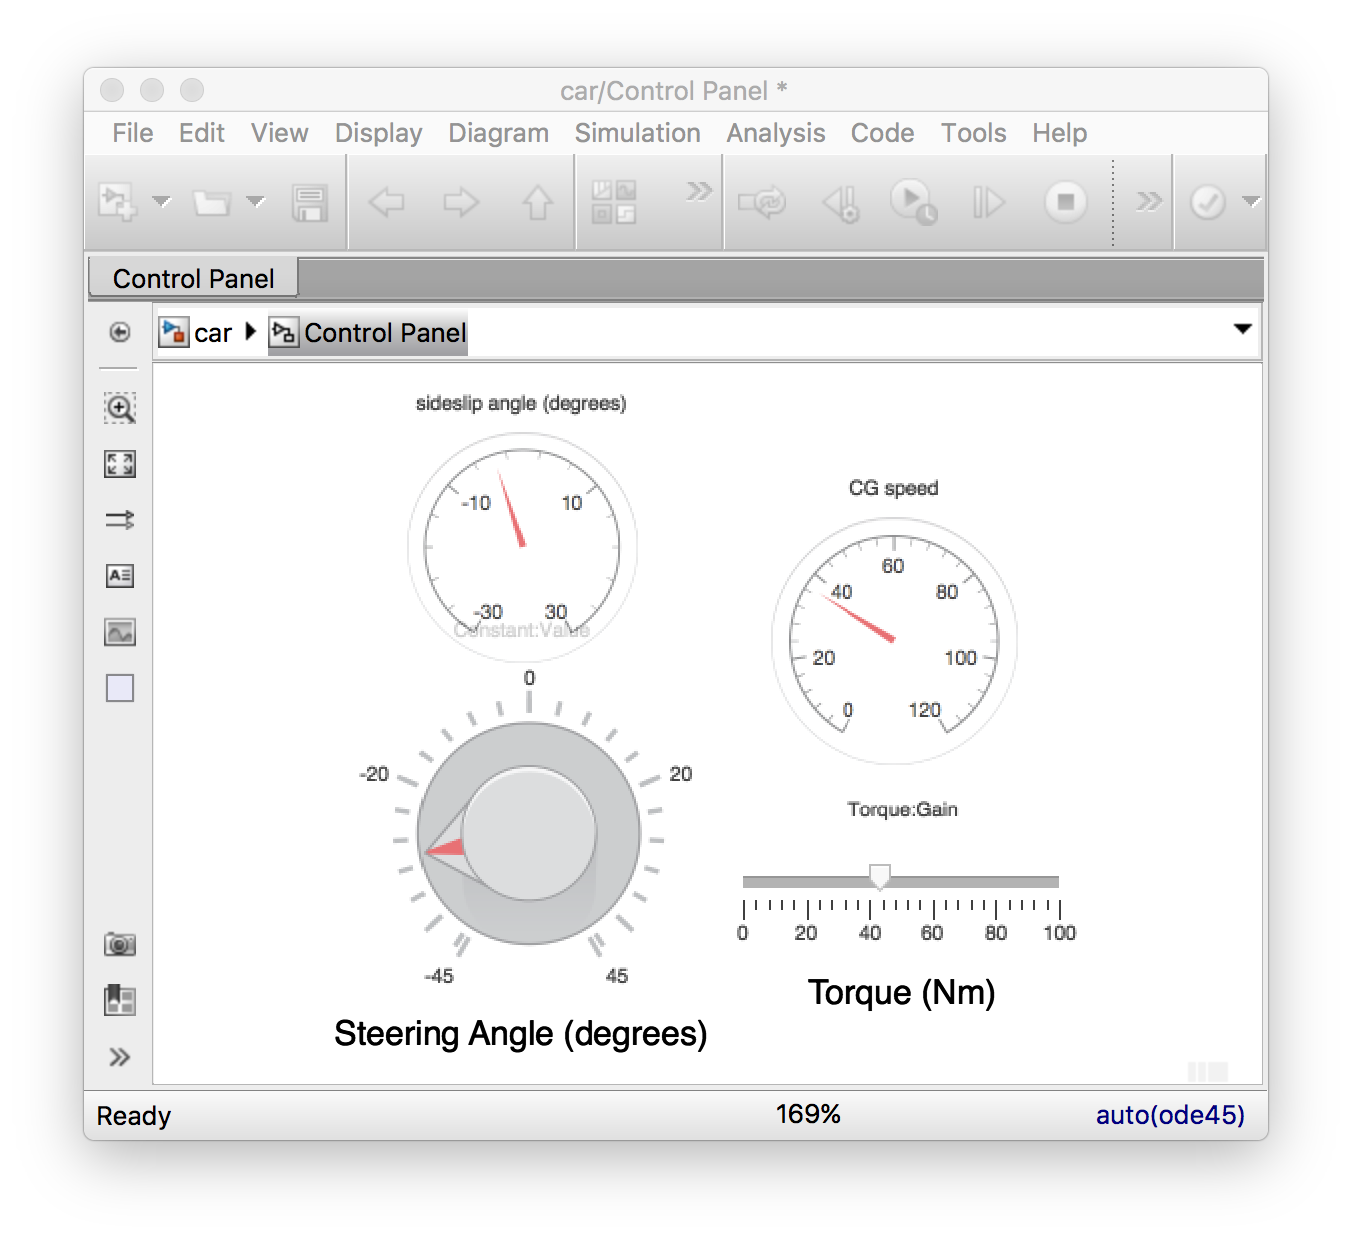 car/Control Panel *
File Edit View Display Diagram Simulation Analysis Code Tools Help
Control Panel
car Control Panel
sideslip angle (degrees)
-10 10
-30 30
Constant:Value
CG speed
60
40 80
20 100
0 120
0
-20 20
-45 45
Steering Angle (degrees)
Torque:Gain
0 20 40 60 80 100
Torque (Nm)
Ready 169% auto(ode45)